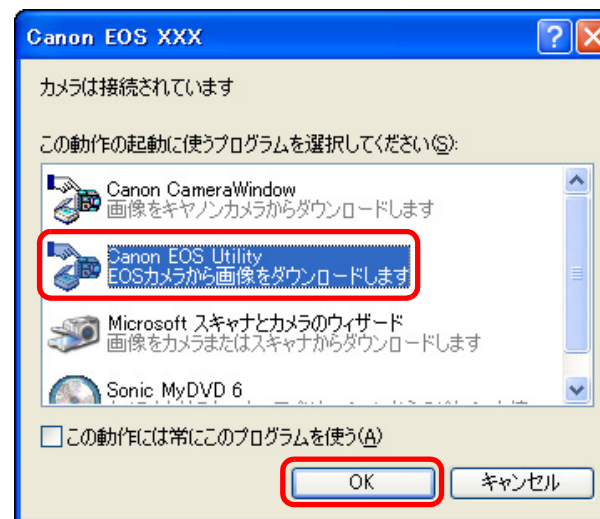 Canon EOS XXX
カメラは接続されています
この動作の起動に使うプログラムを選択してください(S):
Canon CameraWindow
画像をキヤノンカメラからダウンロードします
Canon EOS Utility
EOSカメラから画像をダウンロードします
Microsoft スキャナとカメラのウィザード
画像をカメラまたはスキャナからダウンロードします
Sonic MyDVD 6
この動作には常にこのプログラムを使う(A)
OK キャンセル